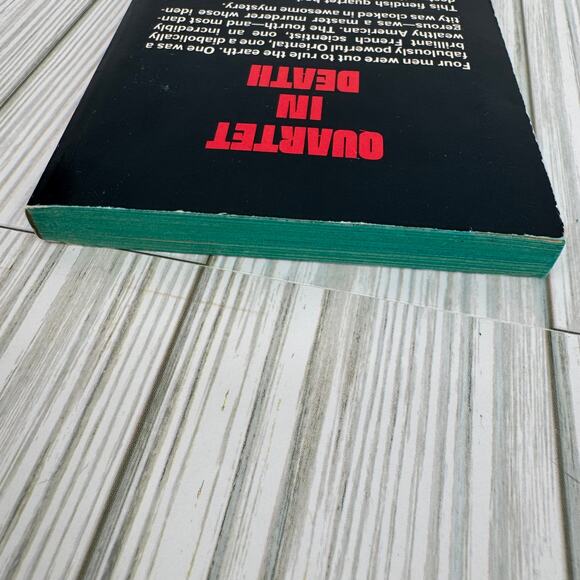 QUARTET
IN
DEATH
Four men were out to rule the earth. One was a
fabulously powerful Oriental, one a diabolically
brilliant French scientist, one an incredibly
wealthy American. The fourth—and most dan-
gerous—was a master murderer whose iden-
tity was cloaked in awesome mystery.
This fiendish quartet had